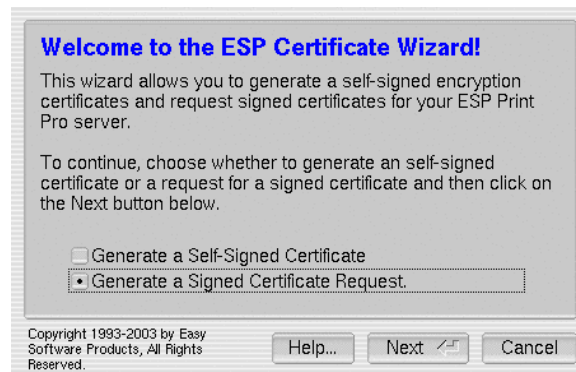 Welcome to the ESP Certificate Wizard!
This wizard allows you to generate a self-signed encryption
certificates and request signed certificates for your ESP Print
Pro server.
To continue, choose whether to generate an self-signed
certificate or a request for a signed certificate and then click on
the Next button below.
Generate a Self-Signed Certificate
Generate a Signed Certificate Request.
Copyright 1993-2003 by Easy
Software Products, All Rights
Reserved.
Help... Next Cancel